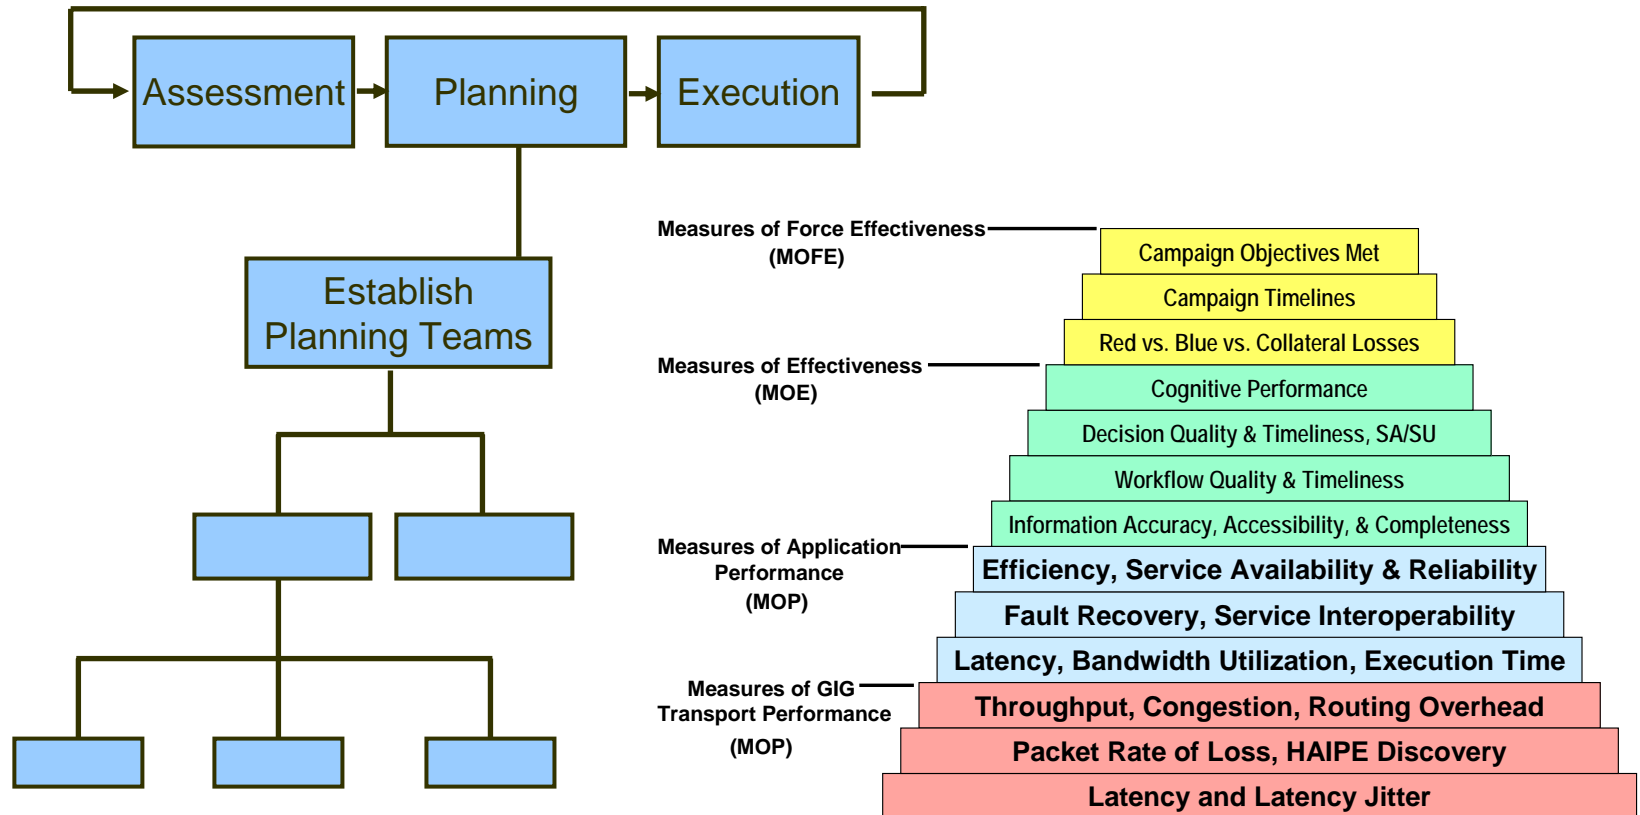 Assessment
Planning
Execution
Establish
Planning Teams
Measures of Force Effectiveness
(MOFE)
Measures of Effectiveness
(MOE)
Measures of Application
Performance
(MOP)
Measures of GIG
Transport Performance
(MOP)
Campaign Objectives Met
Campaign Timelines
Red vs. Blue vs. Collateral Losses
Cognitive Performance
Decision Quality & Timeliness, SA/SU
Workflow Quality & Timeliness
Information Accuracy, Accessibility, & Completeness
Efficiency, Service Availability & Reliability
Fault Recovery, Service Interoperability
Latency, Bandwidth Utilization, Execution Time
Throughput, Congestion, Routing Overhead
Packet Rate of Loss, HAIPE Discovery
Latency and Latency Jitter